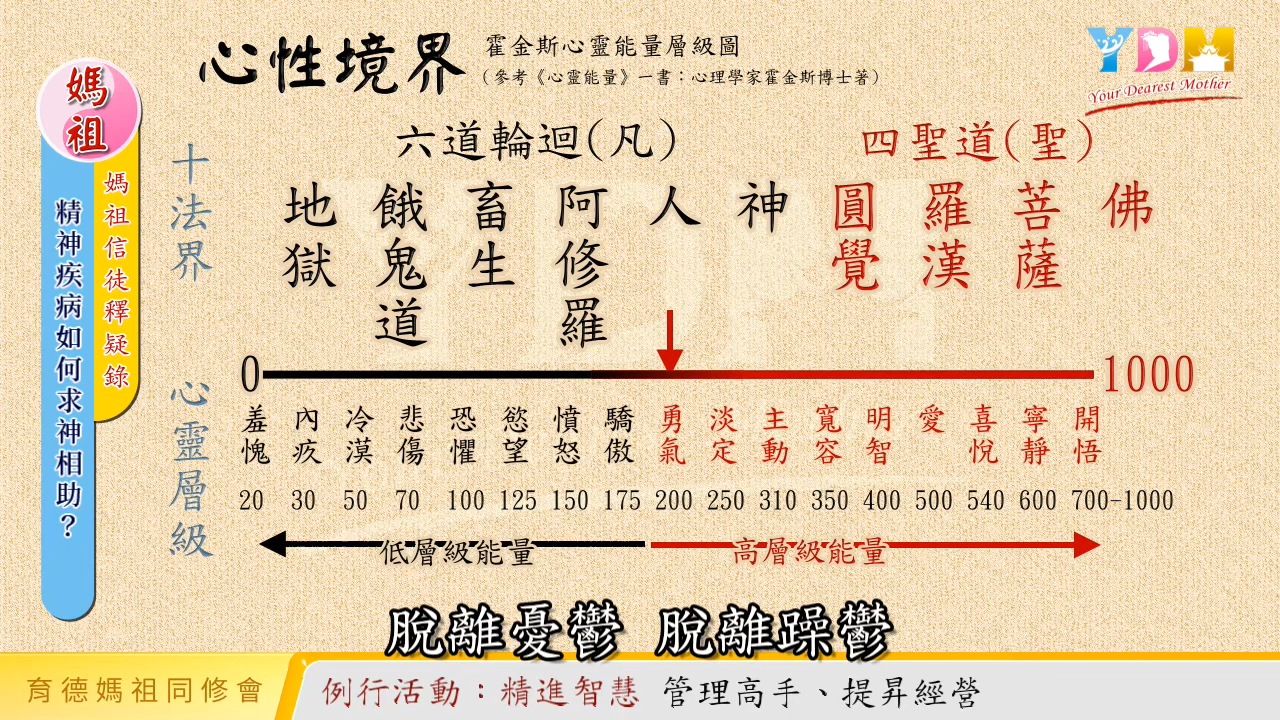 心性境界
霍金斯心靈能量層級圖
(參考《心靈能量》一書：心理學家霍金斯博士著)
YDM
Your Dearest Mother
媽祖
媽祖信徒釋疑錄
精神疾病如何求神相助？
十法界
六道輪迴(凡)
四聖道(聖)
地獄 餓鬼道 畜生 阿修羅 人 神 圓覺 羅漢 菩薩 佛
0
1000
心靈層級
羞愧 內疚 冷漠 悲傷 恐懼 慾望 憤怒 驕傲 勇氣 淡定 主動 寬容 明智 愛 喜悅 寧靜 開悟
20 30 50 70 100 125 150 175 200 250 310 350 400 500 540 600 700-1000
低層級能量
高層級能量
脫離憂鬱 脫離躁鬱
育德媽祖同修會
例行活動：精進智慧 管理高手、提昇經營